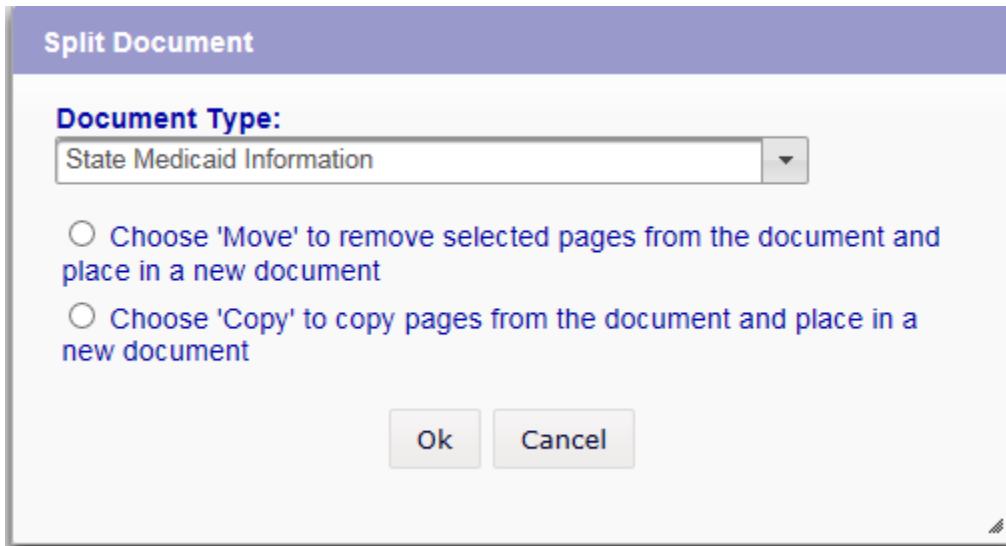 Split Document
Document Type:
State Medicaid Information
Choose 'Move' to remove selected pages from the document and
place in a new document
Choose 'Copy' to copy pages from the document and place in a
new document
Ok Cancel